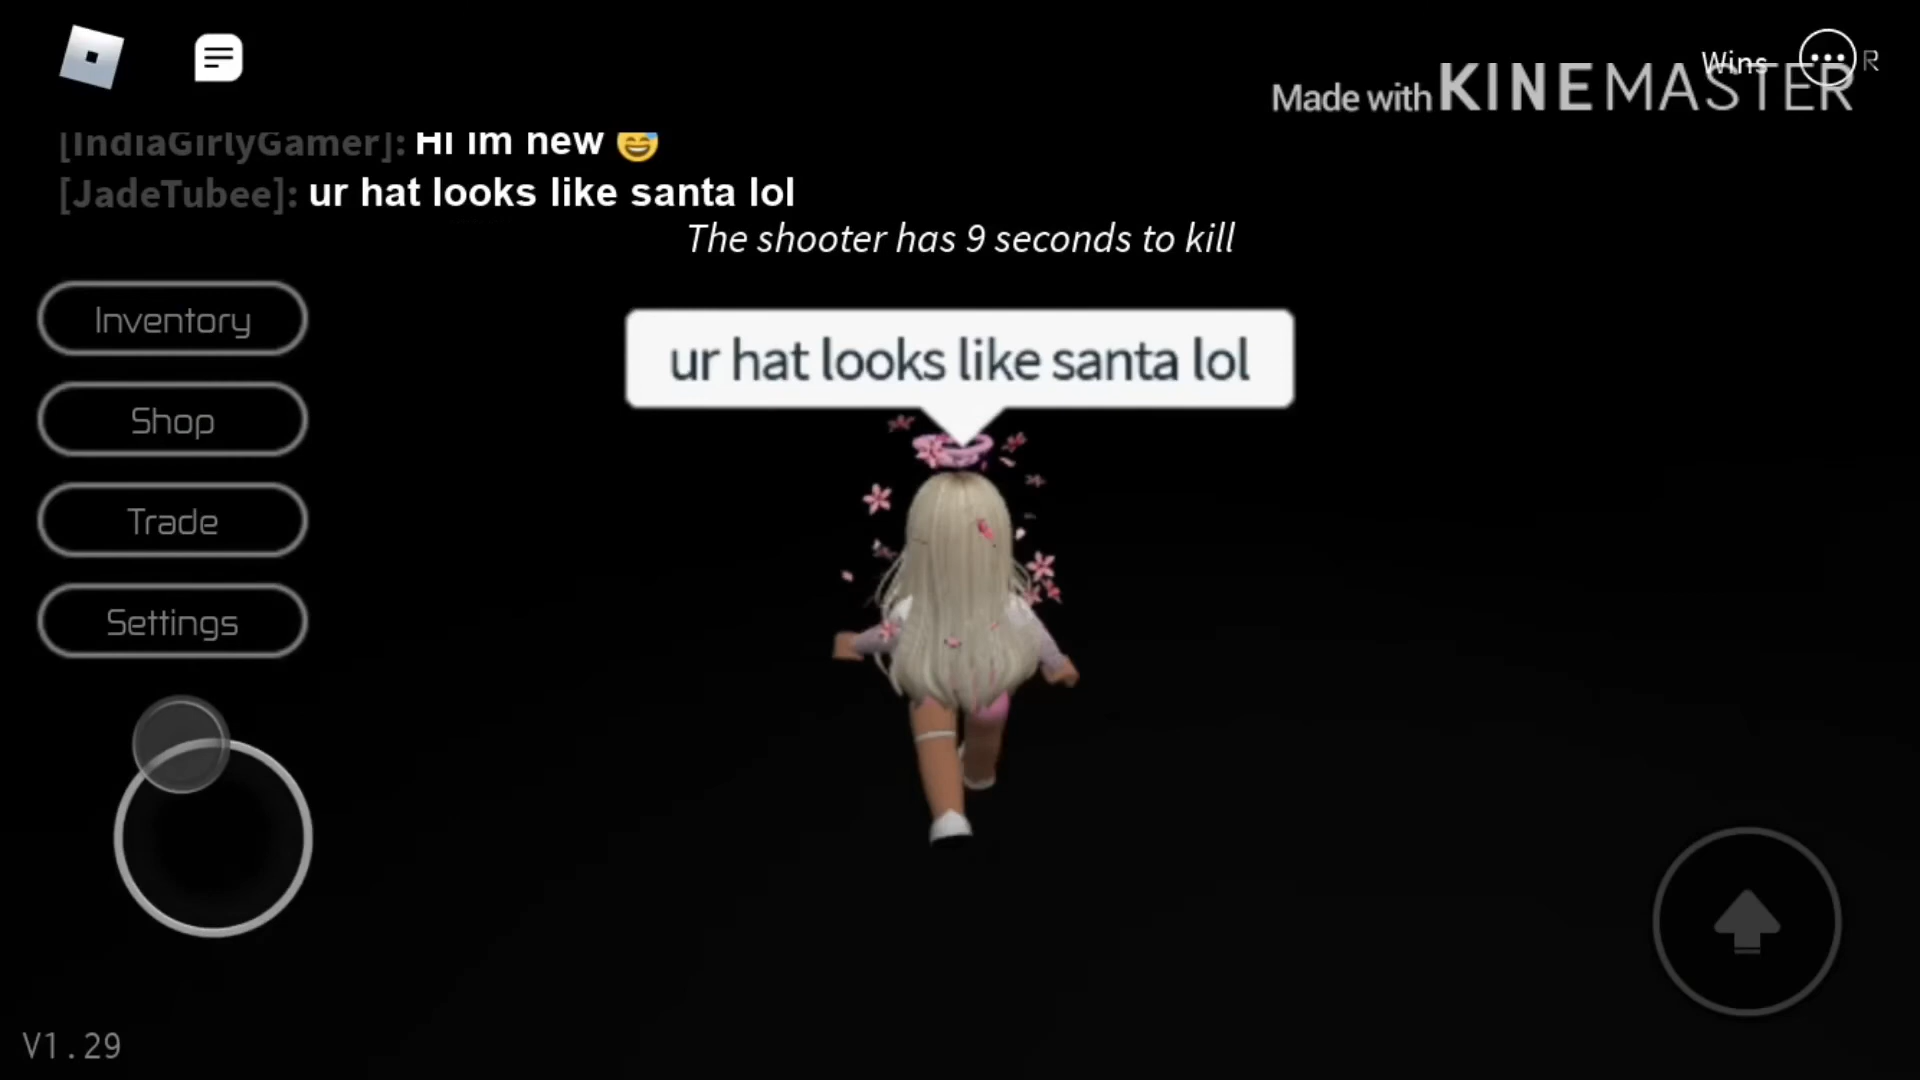 Wins
R
Made with KINEMASTER
[IndiaGirlyGamer]: Hi im new 😅
[JadeTubee]: ur hat looks like santa lol
The shooter has 9 seconds to kill
ur hat looks like santa lol
Inventory
Shop
Trade
Settings
V1.29